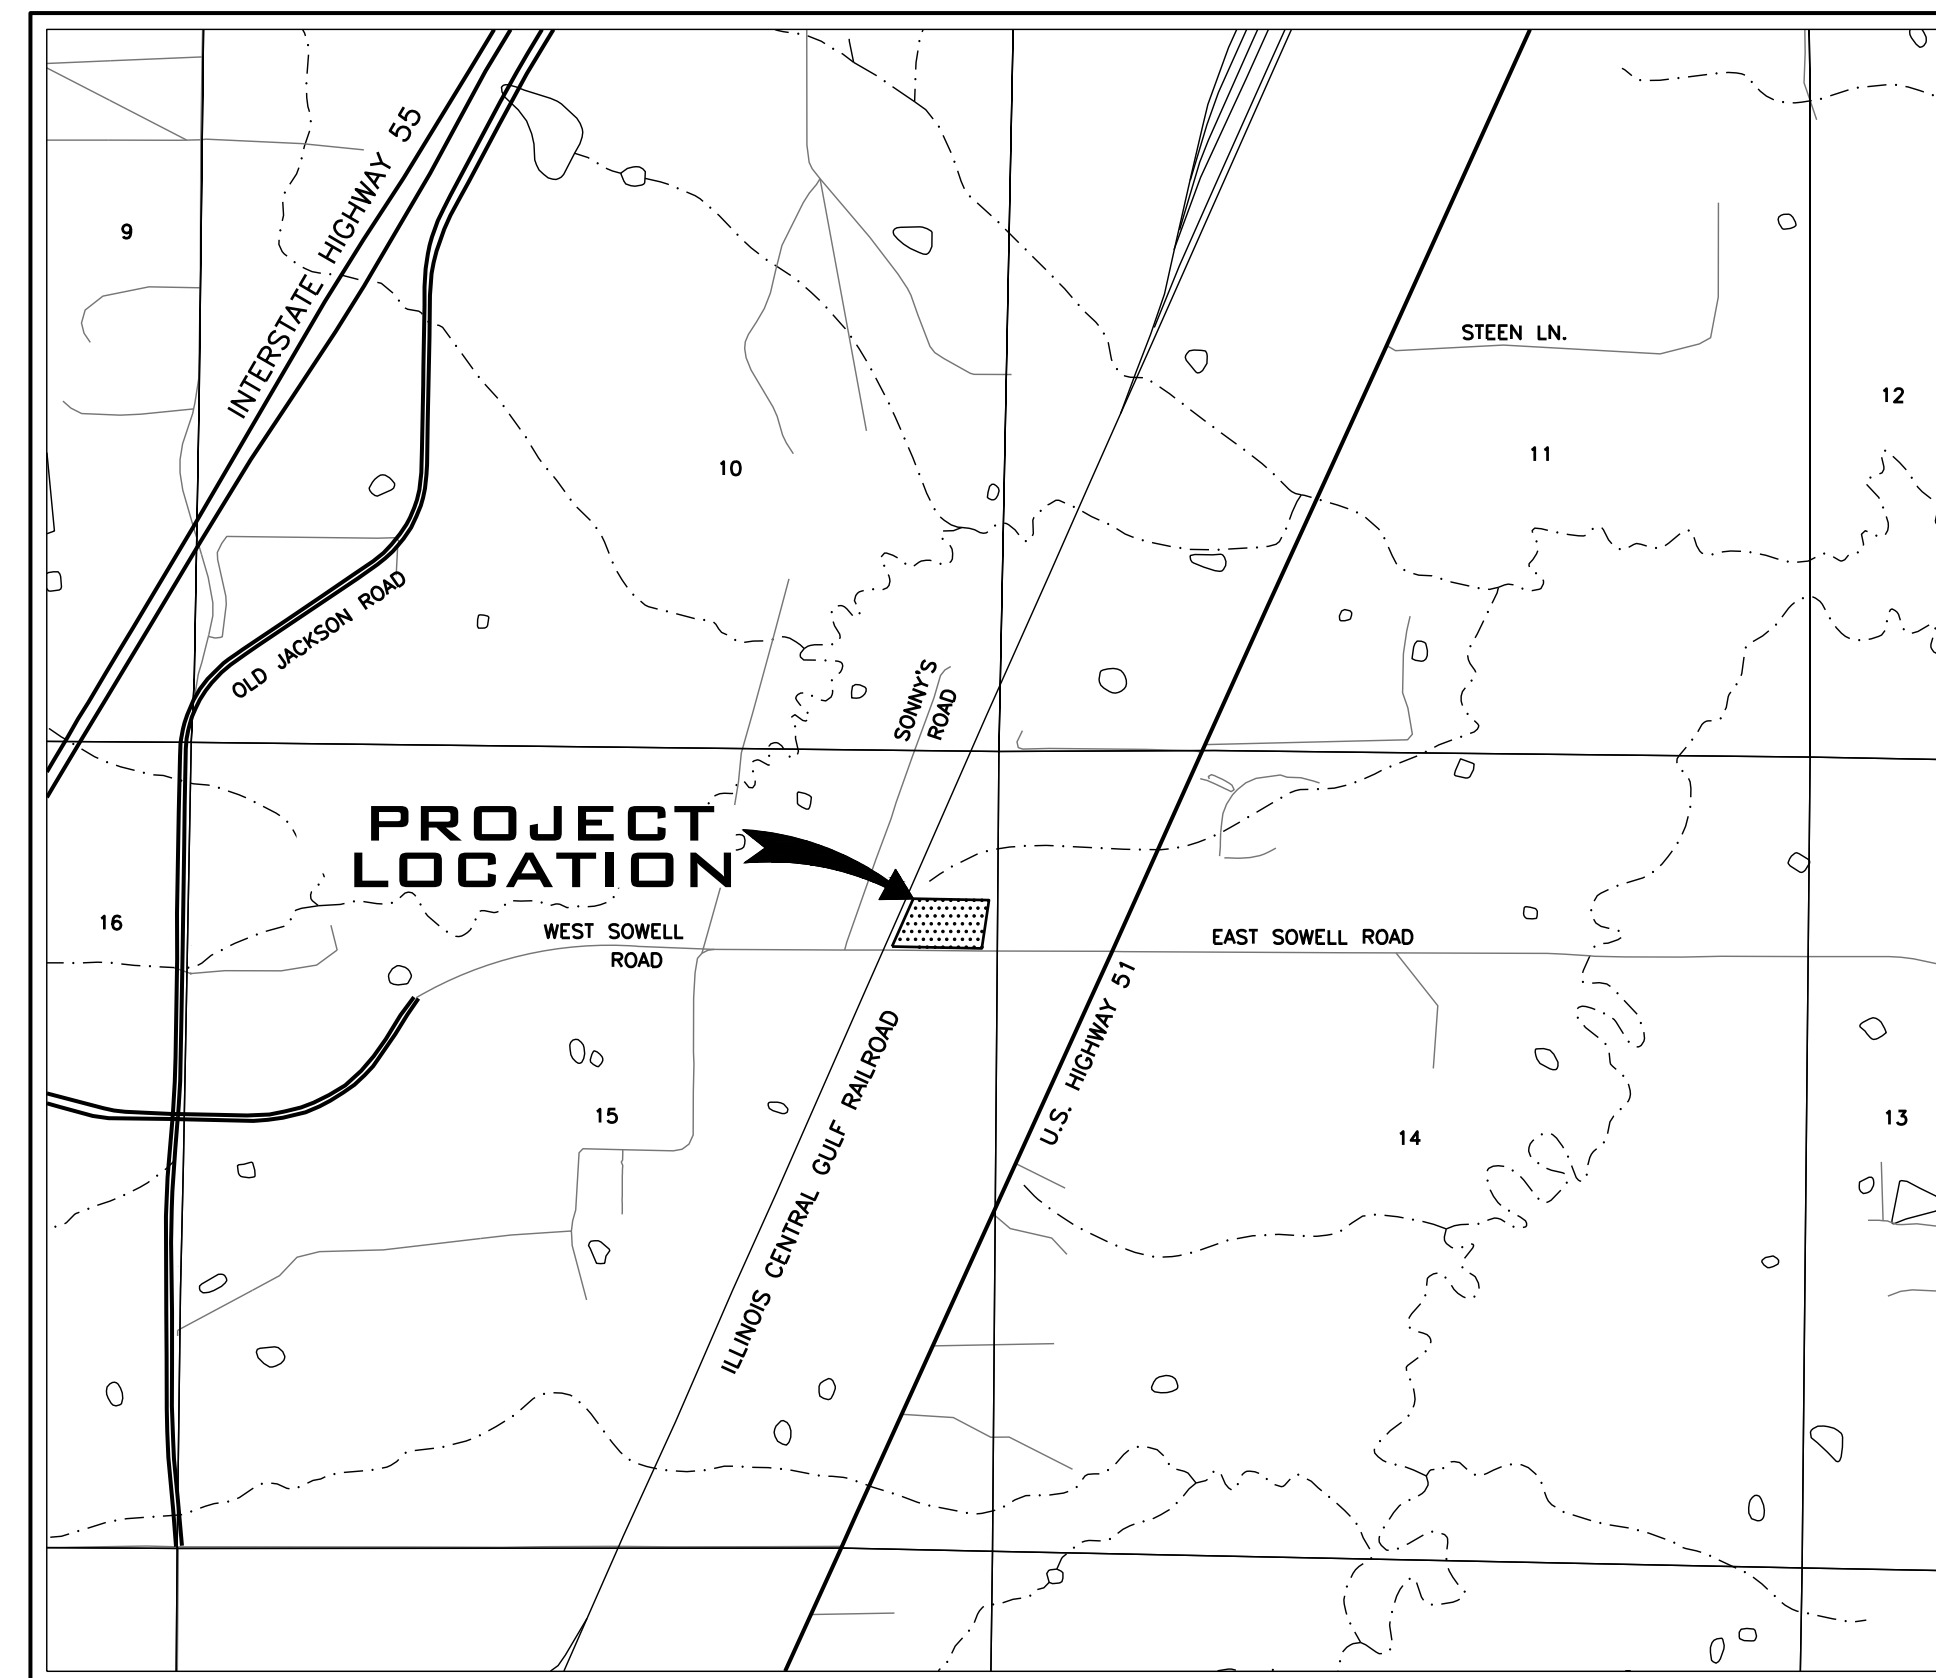 INTERSTATE HIGHWAY 55
9
STEEN LN.
12
11
10
OLD JACKSON ROAD
SONNY'S
ROAD
PROJECT
LOCATION
16
WEST SOWELL
ROAD
EAST SOWELL ROAD
U.S. HIGHWAY 51
ILLINOIS CENTRAL GULF RAILROAD
15
14
13